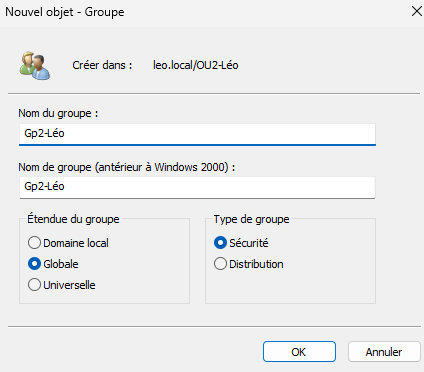 Nouvel objet - Groupe
Créer dans : leo.local/OU2-Léo
Nom du groupe :
Gp2-Léo
Nom de groupe (antérieur à Windows 2000) :
Gp2-Léo
Étendue du groupe
Domaine local
Globale
Universelle
Type de groupe
Sécurité
Distribution
OK
Annuler